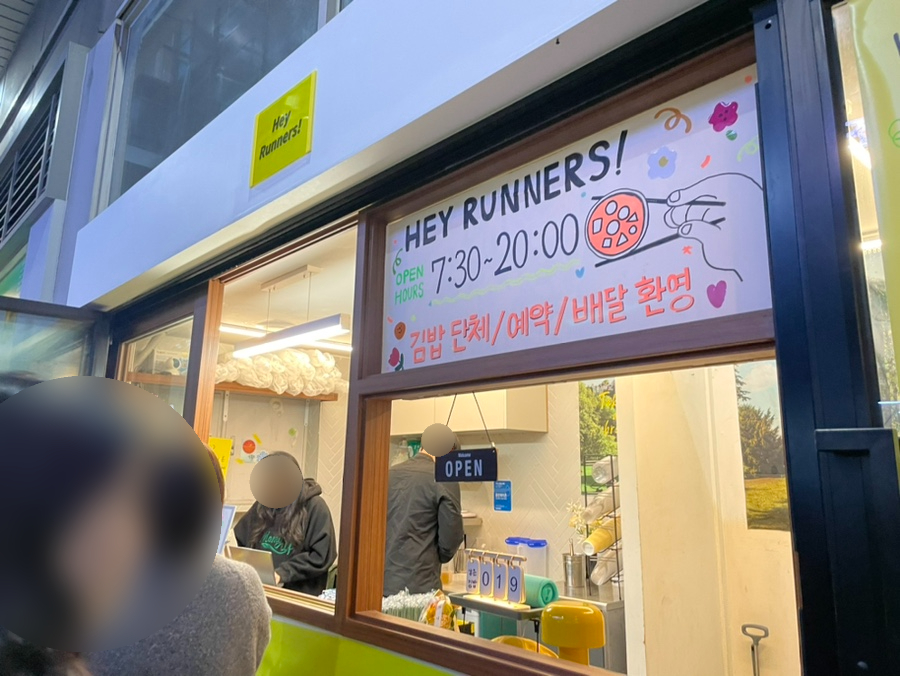 Hey
Runners!
HEY RUNNERS!
OPEN
HOURS
7:30~20:00
김밥 단체/예약/배달 환영
Welcome
OPEN
019